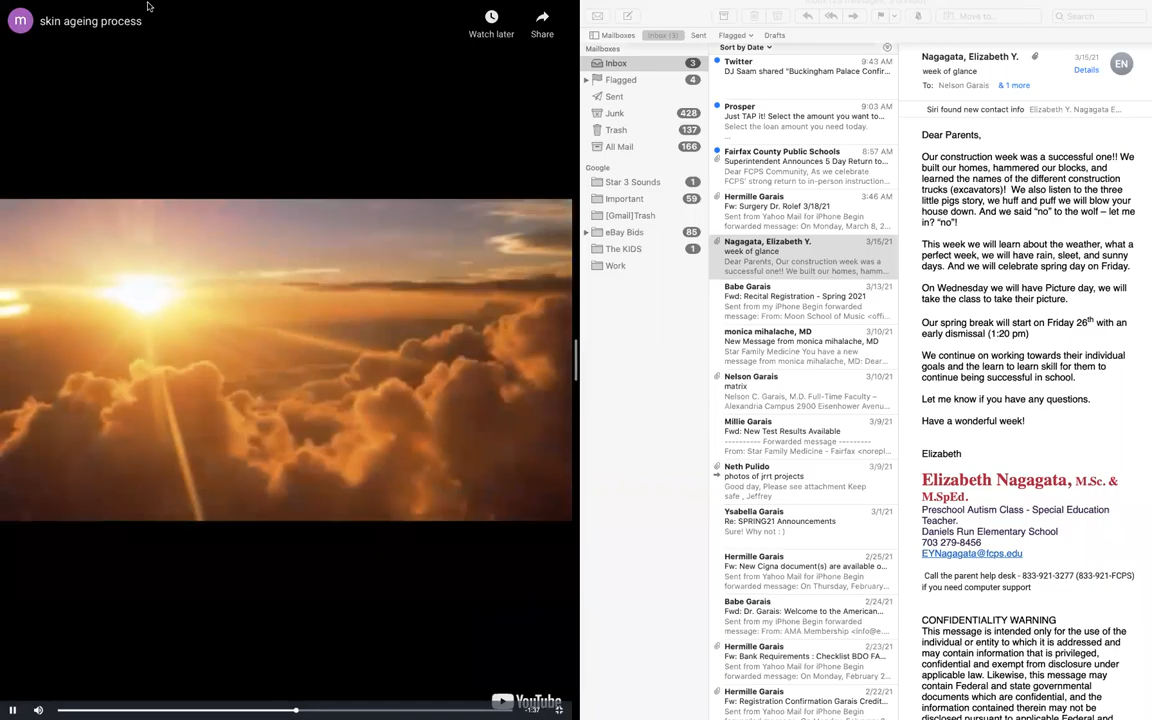 m
skin ageing process
Watch later
Share
YouTube
-1:37
Move to...
Search
Mailboxes
Inbox (3)
Sent
Flagged
Drafts
Mailboxes
Inbox 3
Flagged 4
Sent
Junk 428
Trash 137
All Mail 166
Google
Star 3 Sounds 1
Important 59
[Gmail]Trash
eBay Bids 85
The KIDS 1
Work
Sort by Date
Twitter 9:43 AM
DJ Saam shared "Buckingham Palace Confir...
Prosper 9:03 AM
Just TAP it! Select the amount you want to...
Select the loan amount you need today.
...
Fairfax County Public Schools 8:57 AM
Superintendent Announces 5 Day Return to...
Dear FCPS Community, As we celebrate
FCPS' strong return to in-person instruction...
Hermille Garais 3:46 AM
Fw: Surgery Dr. Rolef 3/18/21
Sent from Yahoo Mail for iPhone Begin
forwarded message: On Monday, March 8, 2...
Nagagata, Elizabeth Y. 3/15/21
week of glance
Dear Parents, Our construction week was a
successful one!! We built our homes, hamm...
Babe Garais 3/13/21
Fwd: Recital Registration - Spring 2021
Sent from my iPhone Begin forwarded
message: From: Moon School of Music <offi...
monica mihalache, MD 3/10/21
New Message from monica mihalache, MD
Star Family Medicine You have a new
message from monica mihalache, MD: Dear...
Nelson Garais 3/10/21
matrix
Nelson C. Garais, M.D. Full-Time Faculty –
Alexandria Campus 2900 Eisenhower Avenu...
Millie Garais 3/9/21
Fwd: New Test Results Available
---------- Forwarded message ---------
From: Star Family Medicine - Fairfax <norepl...
Neth Pulido 3/9/21
photos of jrrt projects
Good day, Please see attachment Keep
safe , Jeffrey
Ysabella Garais 3/1/21
Re: SPRING21 Announcements
Sure! Why not : )
Hermille Garais 2/25/21
Fw: New Cigna document(s) are available o...
Sent from Yahoo Mail for iPhone Begin
forwarded message: On Thursday, February...
Babe Garais 2/24/21
Fwd: Dr. Garais: Welcome to the American...
Sent from my iPhone Begin forwarded
message: From: AMA Membership <info@e...
Hermille Garais 2/23/21
Fw: Bank Requirements : Checklist BDO FA...
Sent from Yahoo Mail for iPhone Begin
forwarded message: On Monday, February 2...
Hermille Garais 2/22/21
Fw: Registration Confirmation Garais Credit...
Sent from Yahoo Mail for iPhone Begin
Nagagata, Elizabeth Y. 3/15/21 EN
week of glance Details
To: Nelson Garais & 1 more
Siri found new contact info Elizabeth Y. Nagagata E...
Dear Parents,
Our construction week was a successful one!! We
built our homes, hammered our blocks, and
learned the names of the different construction
trucks (excavators)! We also listen to the three
little pigs story, we huff and puff we will blow your
house down. And we said "no" to the wolf – let me
in? "no"!
This week we will learn about the weather, what a
perfect week, we will have rain, sleet, and sunny
days. And we will celebrate spring day on Friday.
On Wednesday we will have Picture day, we will
take the class to take their picture.
Our spring break will start on Friday 26th with an
early dismissal (1:20 pm)
We continue on working towards their individual
goals and the learn to learn skill for them to
continue being successful in school.
Let me know if you have any questions.
Have a wonderful week!
Elizabeth
Elizabeth Nagagata, M.Sc. &
M.SpEd.
Preschool Autism Class - Special Education
Teacher.
Daniels Run Elementary School
703 279-8456
EYNagagata@fcps.edu
Call the parent help desk - 833-921-3277 (833-921-FCPS)
if you need computer support
CONFIDENTIALITY WARNING
This message is intended only for the use of the
individual or entity to which it is addressed and
may contain information that is privileged,
confidential and exempt from disclosure under
applicable law. Likewise, this message may
contain Federal and state governmental
documents which are confidential, and the
information contained therein may not be
disclosed pursuant to applicable Federal and